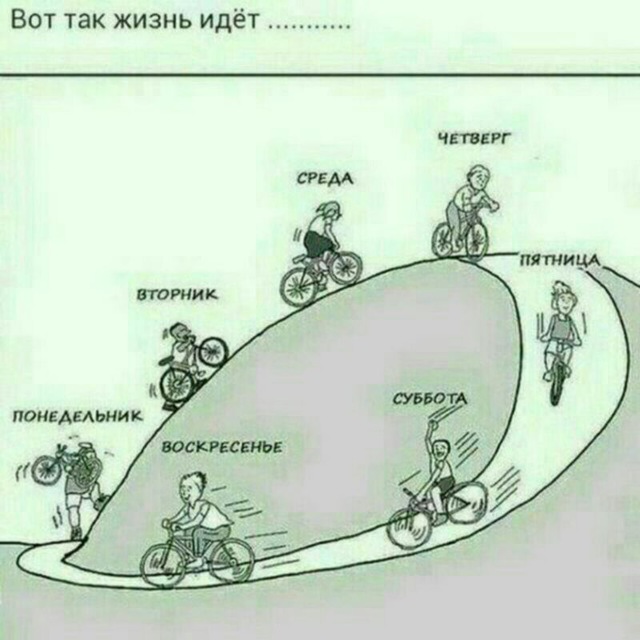 Вот так жизнь идёт ...........
ЧЕТВЕРГ
СРЕДА
ПЯТНИЦА
ВТОРНИК
СУББОТА
ПОНЕДЕЛЬНИК
ВОСКРЕСЕНЬЕ